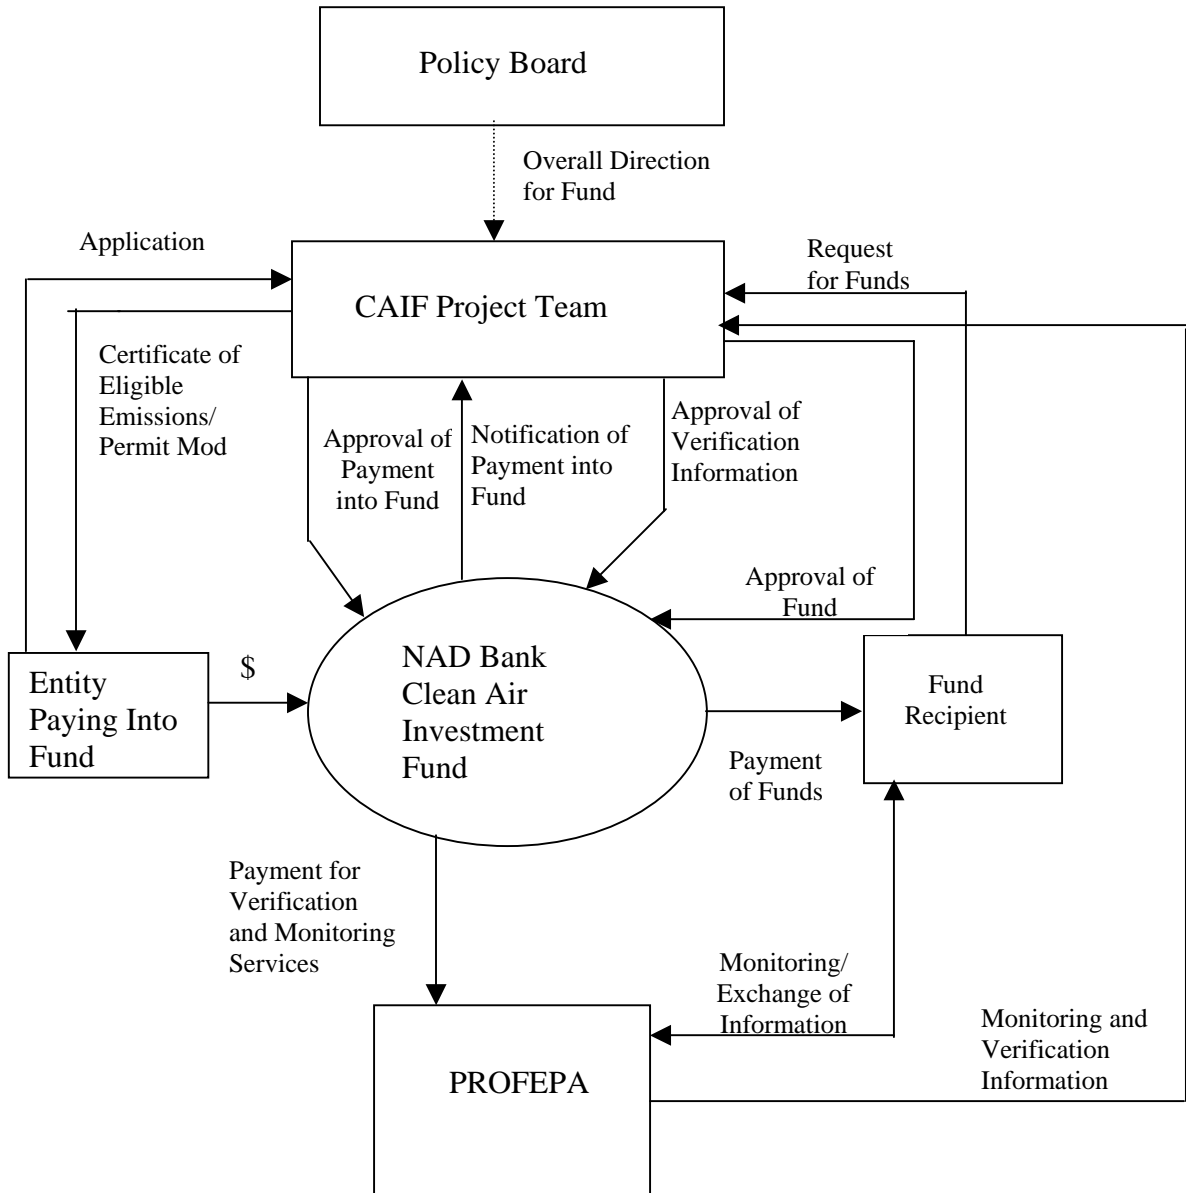 Policy Board
Overall Direction
for Fund
Application
Request
for Funds
CAIF Project Team
Certificate of
Eligible
Emissions/
Permit Mod
Approval of
Payment
into Fund
Notification of
Payment into
Fund
Approval of
Verification
Information
Approval of
Fund
Entity
Paying Into
Fund
$
NAD Bank
Clean Air
Investment
Fund
Fund
Recipient
Payment
of Funds
Payment for
Verification
and Monitoring
Services
Monitoring/
Exchange of
Information
Monitoring and
Verification
Information
PROFEPA